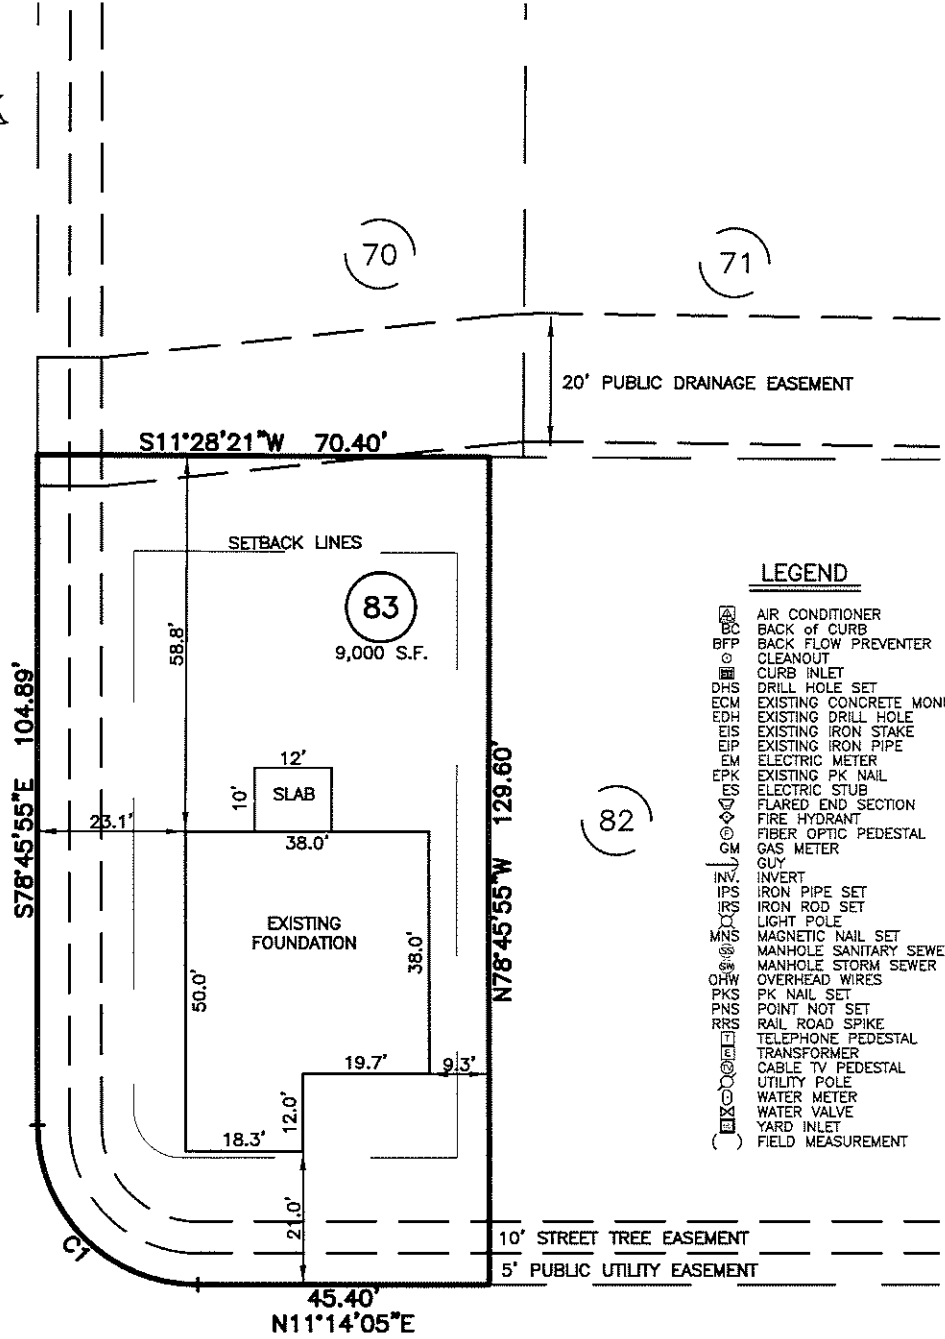 70
71
20' PUBLIC DRAINAGE EASEMENT
S11°28'21"W 70.40'
SETBACK LINES
83
9,000 S.F.
58.8'
S78°45'55"E 104.89'
N78°45'55"W 129.60'
82
12'
10'
SLAB
23.1'
38.0'
EXISTING
FOUNDATION
38.0'
50.0'
19.7'
9.3'
12.0'
18.3'
21.0'
10' STREET TREE EASEMENT
5' PUBLIC UTILITY EASEMENT
C1
45.40'
N11°14'05"E
LEGEND
A AIR CONDITIONER
BC BACK of CURB
BFP BACK FLOW PREVENTER
CLEANOUT
CURB INLET
DHS DRILL HOLE SET
ECM EXISTING CONCRETE MONU
EDH EXISTING DRILL HOLE
EIS EXISTING IRON STAKE
EIP EXISTING IRON PIPE
EM ELECTRIC METER
EPK EXISTING PK NAIL
ES ELECTRIC STUB
FLARED END SECTION
FIRE HYDRANT
F FIBER OPTIC PEDESTAL
GM GAS METER
GUY
INV. INVERT
IPS IRON PIPE SET
IRS IRON ROD SET
LIGHT POLE
MNS MAGNETIC NAIL SET
MANHOLE SANITARY SEWE
MANHOLE STORM SEWER
OHW OVERHEAD WIRES
PKS PK NAIL SET
PNS POINT NOT SET
RRS RAIL ROAD SPIKE
T TELEPHONE PEDESTAL
E TRANSFORMER
CABLE TV PEDESTAL
UTILITY POLE
WATER METER
WATER VALVE
YARD INLET
( ) FIELD MEASUREMENT